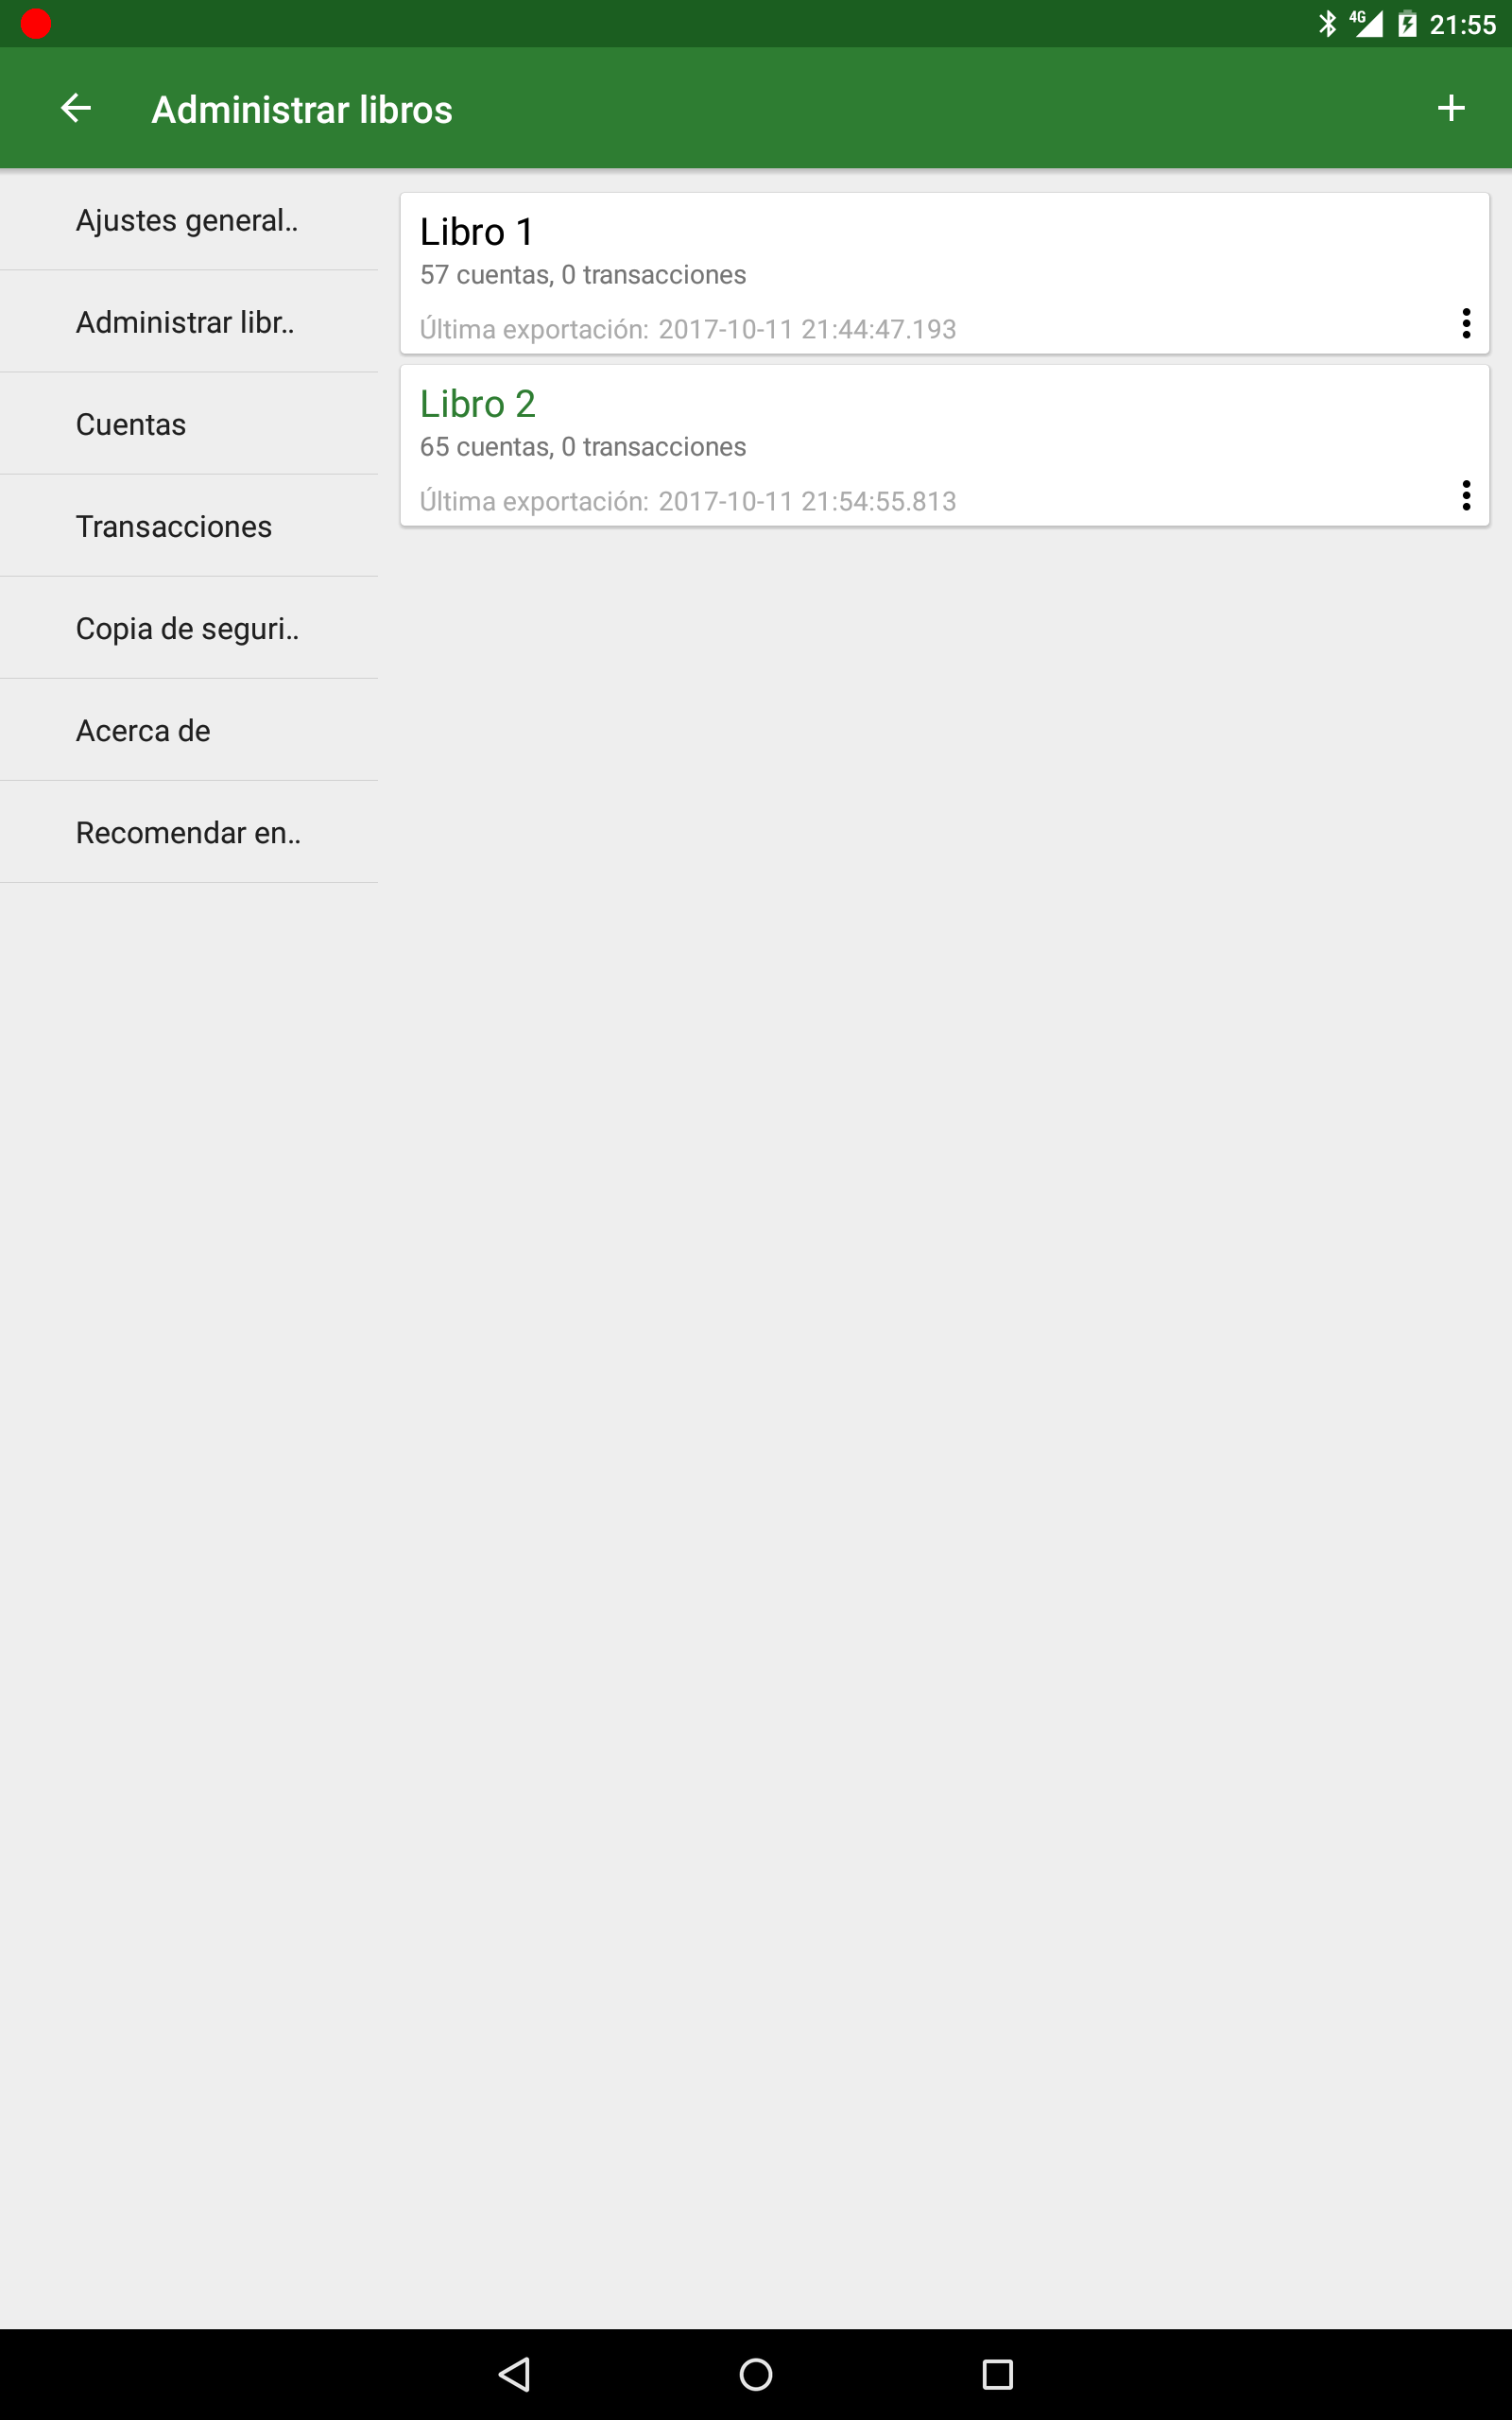 4G 21:55
Administrar libros
Ajustes general..
Administrar libr..
Cuentas
Transacciones
Copia de seguri..
Acerca de
Recomendar en..
Libro 1
57 cuentas, 0 transacciones
Última exportación: 2017-10-11 21:44:47.193
Libro 2
65 cuentas, 0 transacciones
Última exportación: 2017-10-11 21:54:55.813